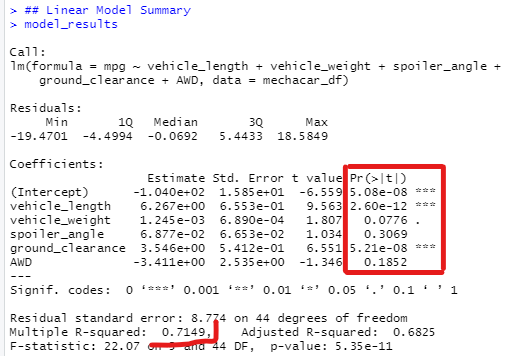 > ## Linear Model Summary
> model_results
Call:
lm(formula = mpg ~ vehicle_length + vehicle_weight + spoiler_angle +
    ground_clearance + AWD, data = mechacar_df)
Residuals:
     Min       1Q   Median       3Q      Max
-19.4701  -4.4994  -0.0692   5.4433  18.5849
Coefficients:
                   Estimate Std. Error t value Pr(>|t|)
(Intercept)      -1.040e+02  1.585e+01  -6.559 5.08e-08 ***
vehicle_length    6.267e+00  6.553e-01   9.563 2.60e-12 ***
vehicle_weight    1.245e-03  6.890e-04   1.807   0.0776 .
spoiler_angle     6.877e-02  6.653e-02   1.034   0.3069
ground_clearance  3.546e+00  5.412e-01   6.551 5.21e-08 ***
AWD              -3.411e+00  2.535e+00  -1.346   0.1852
---
Signif. codes:  0 ‘***’ 0.001 ‘**’ 0.01 ‘*’ 0.05 ‘.’ 0.1 ‘ ’ 1
Residual standard error: 8.774 on 44 degrees of freedom
Multiple R-squared:  0.7149,	Adjusted R-squared:  0.6825
F-statistic: 22.07 on 5 and 44 DF,  p-value: 5.35e-11